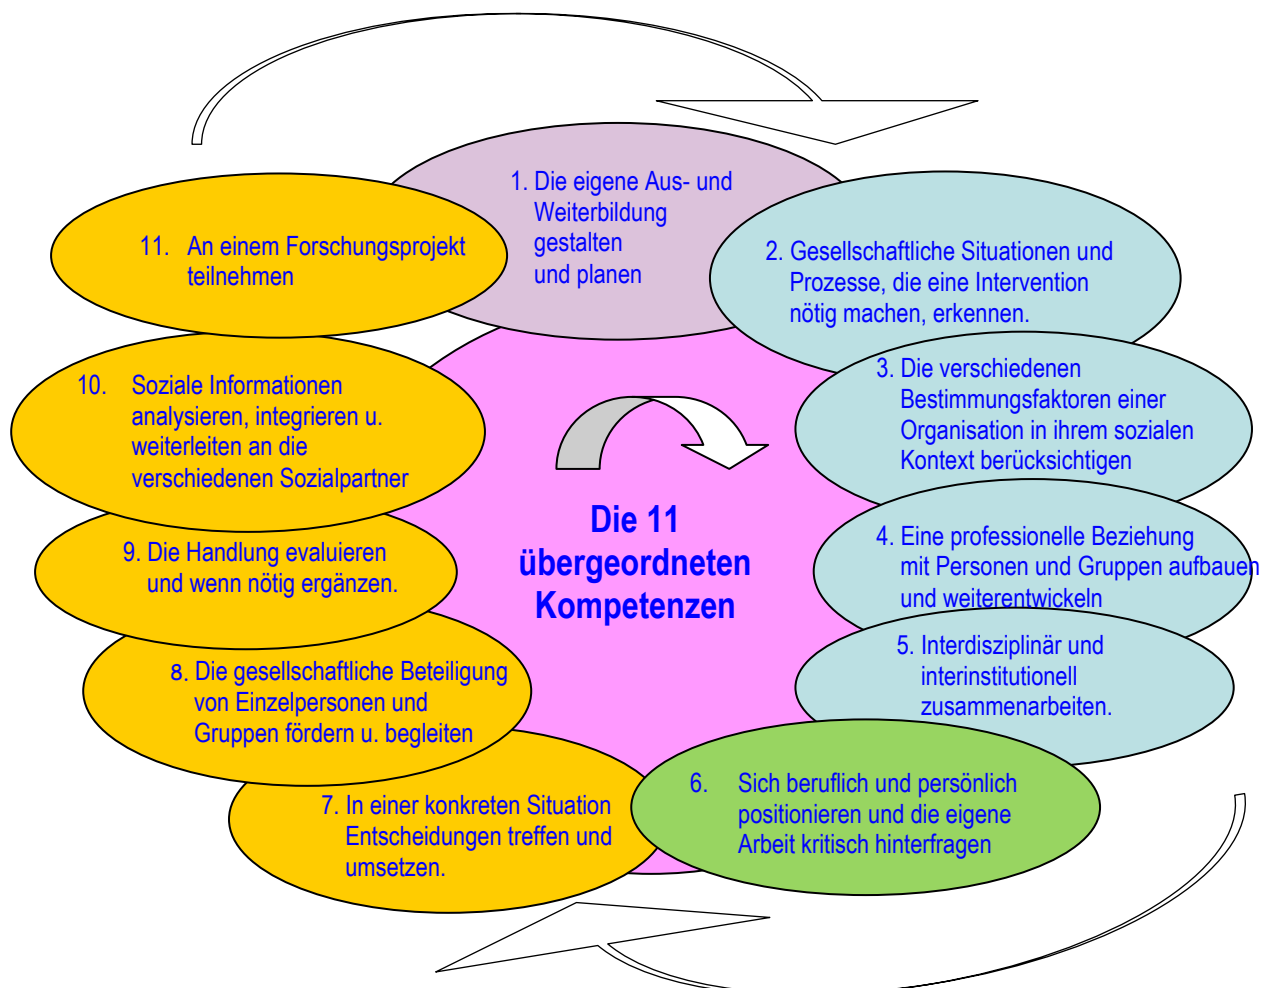 1. Die eigene Aus- und
Weiterbildung
gestalten
und planen
2. Gesellschaftliche Situationen und
Prozesse, die eine Intervention
nötig machen, erkennen.
3. Die verschiedenen
Bestimmungsfaktoren einer
Organisation in ihrem sozialen
Kontext berücksichtigen
4. Eine professionelle Beziehung
mit Personen und Gruppen aufbauen
und weiterentwickeln
5. Interdisziplinär und
interinstitutionell
zusammenarbeiten.
6. Sich beruflich und persönlich
positionieren und die eigene
Arbeit kritisch hinterfragen
7. In einer konkreten Situation
Entscheidungen treffen und
umsetzen.
8. Die gesellschaftliche Beteiligung
von Einzelpersonen und
Gruppen fördern u. begleiten
9. Die Handlung evaluieren
und wenn nötig ergänzen.
10. Soziale Informationen
analysieren, integrieren u.
weiterleiten an die
verschiedenen Sozialpartner
11. An einem Forschungsprojekt
teilnehmen
Die 11
übergeordneten
Kompetenzen